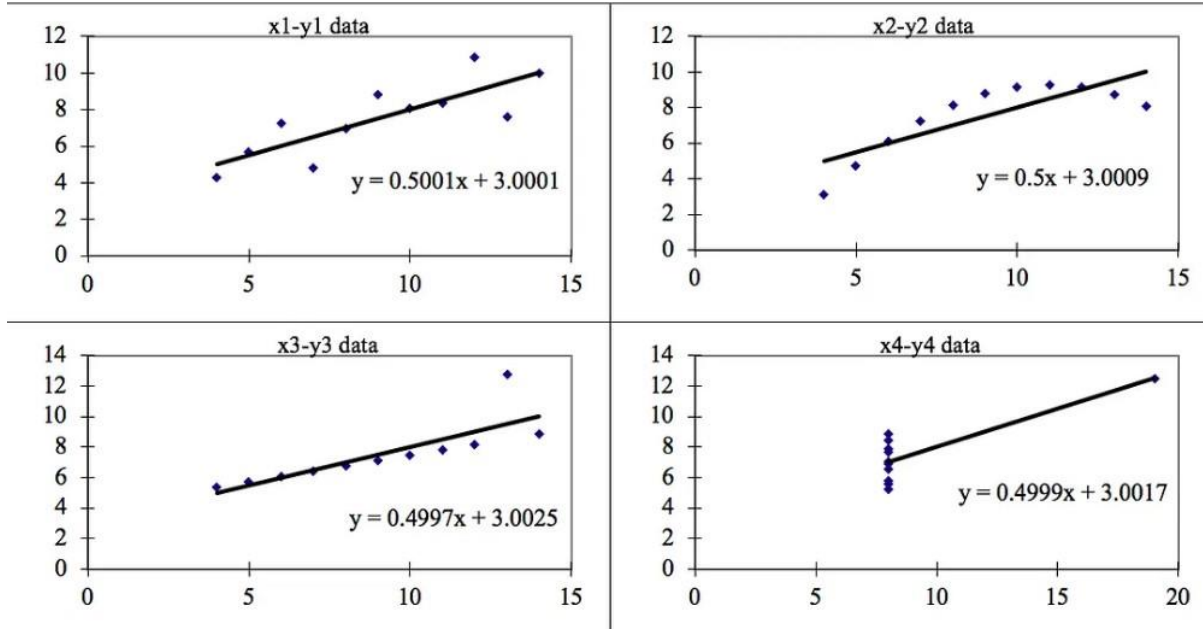 x1-y1 data
12
10
8
6
4
2
0
0 5 10 15
y = 0.5001x + 3.0001
x2-y2 data
12
10
8
6
4
2
0
0 5 10 15
y = 0.5x + 3.0009
x3-y3 data
14
12
10
8
6
4
2
0
0 5 10 15
y = 0.4997x + 3.0025
x4-y4 data
14
12
10
8
6
4
2
0
0 5 10 15 20
y = 0.4999x + 3.0017